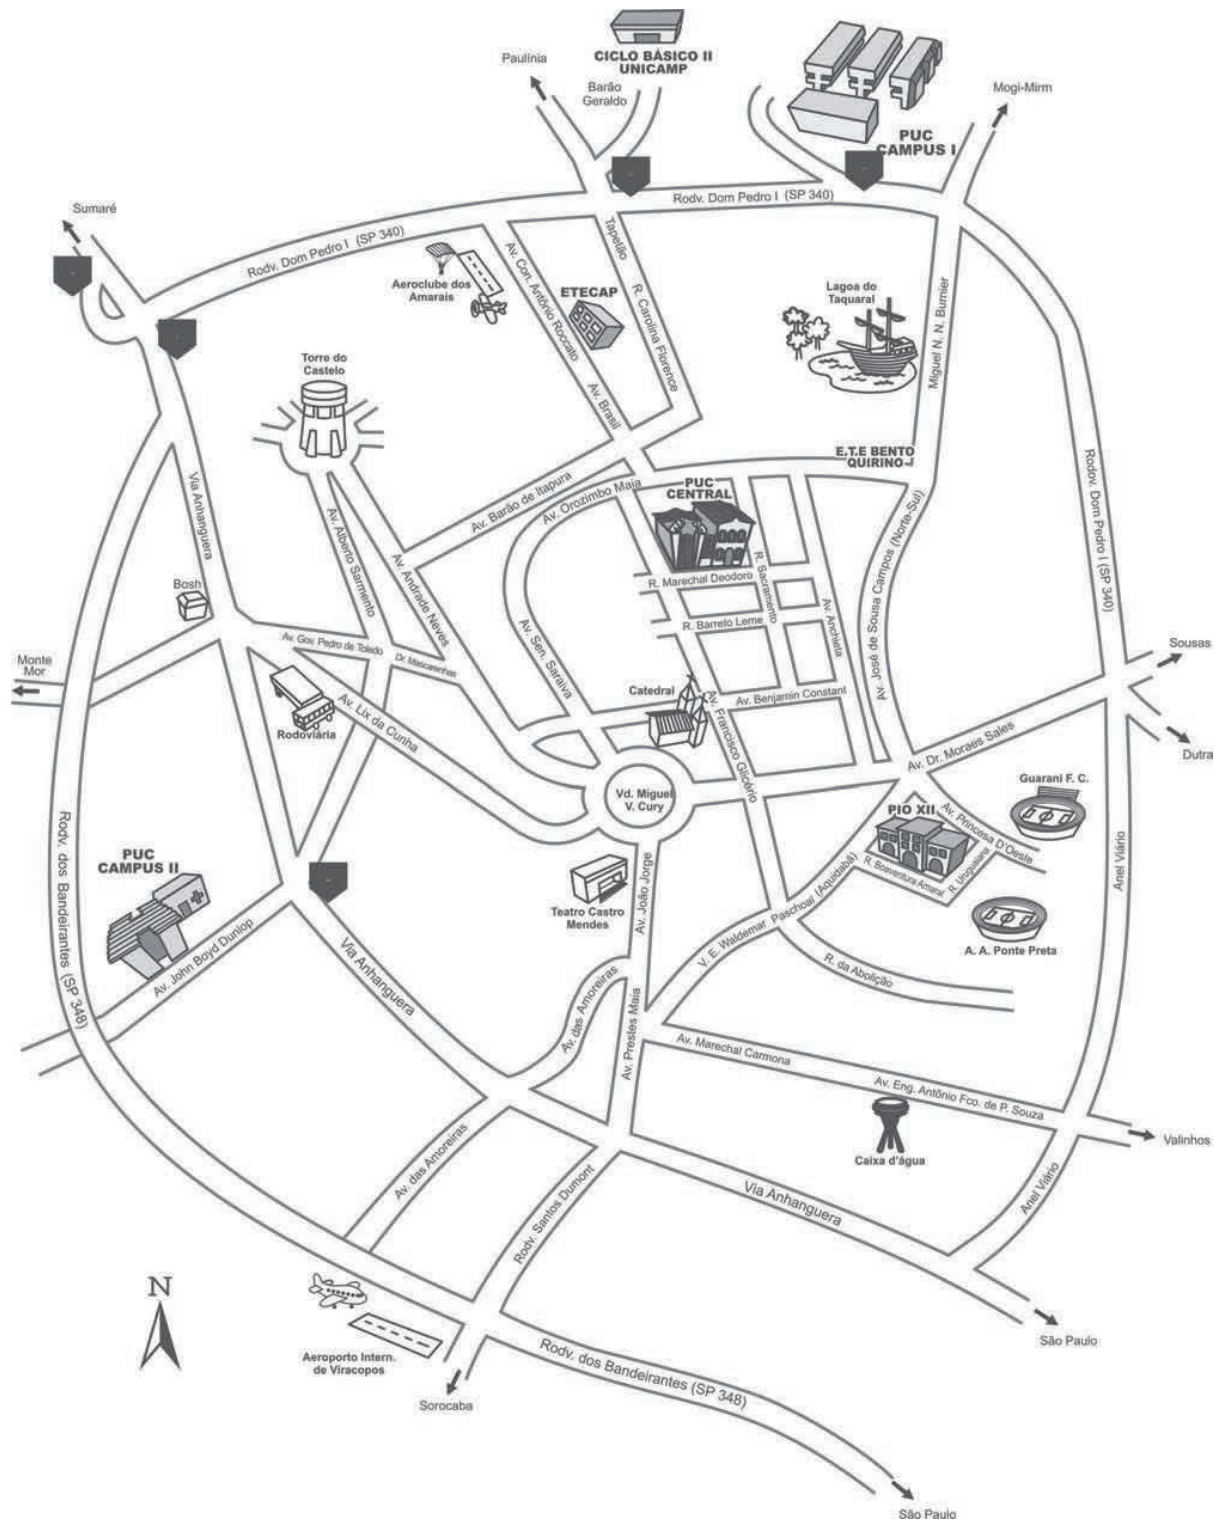 CICLO BÁSICO II
UNICAMP
Paulínia
Barão
Geraldo
Mogi-Mirm
PUC
CAMPUS I
Sumaré
Rodv. Dom Pedro I (SP 340)
Rodv. Dom Pedro I (SP 340)
Tapetão
Av. Con. Antônio Roccato
Aeroclube dos
Amarais
ETECAP
R. Carolina Florence
Lagoa do
Taquaral
Miguel N. N. Burnier
Torre do
Castelo
Av. Brasil
E.T.E BENTO
QUIRINO
Via Anhanguera
Av. Barão de Itapura
Av. Orozimbo Maia
PUC
CENTRAL
Rodov. Dom Pedro I (SP 340)
Av. Alberto Sarmento
Av. Andrade Neves
Av. José de Sousa Campos (Norte-Sul)
Bosh
R. Marechal Deodoro
R. Sacramento
R. Barreto Leme
Av. Anchieta
Av. Gov. Pedro de Toledo
Dr. Mascarenhas
Av. Sen. Saraiva
Monte
Mor
Sousas
Catedral
Av. Benjamin Constant
Av. Lix da Cunha
Rodoviária
Av. Francisco Glicério
Av. Dr. Moraes Sales
Dutra
Vd. Miguel
V. Cury
Guarani F. C.
PIO XII
Av. Princesa D'Oeste
Rodv. dos Bandeirantes (SP 348)
PUC
CAMPUS II
R. Boaventura Amaral
R. Uruguaiana
Anel Viário
Teatro Castro
Mendes
Av. João Jorge
V. E. Waldemar Paschoal (Aquidabã)
A. A. Ponte Preta
Av. John Boyd Dunlop
Via Anhanguera
R. da Abolição
Av. das Amoreiras
Av. Prestes Maia
Av. Marechal Carmona
Av. Eng. Antônio Fco. de P. Souza
Valinhos
Caixa d'água
Av. das Amoreiras
Rodv. Santos Dumont
Via Anhanguera
Anel Viário
N
São Paulo
Aeroporto Intern.
de Viracopos
Rodv. dos Bandeirantes (SP 348)
Sorocaba
São Paulo